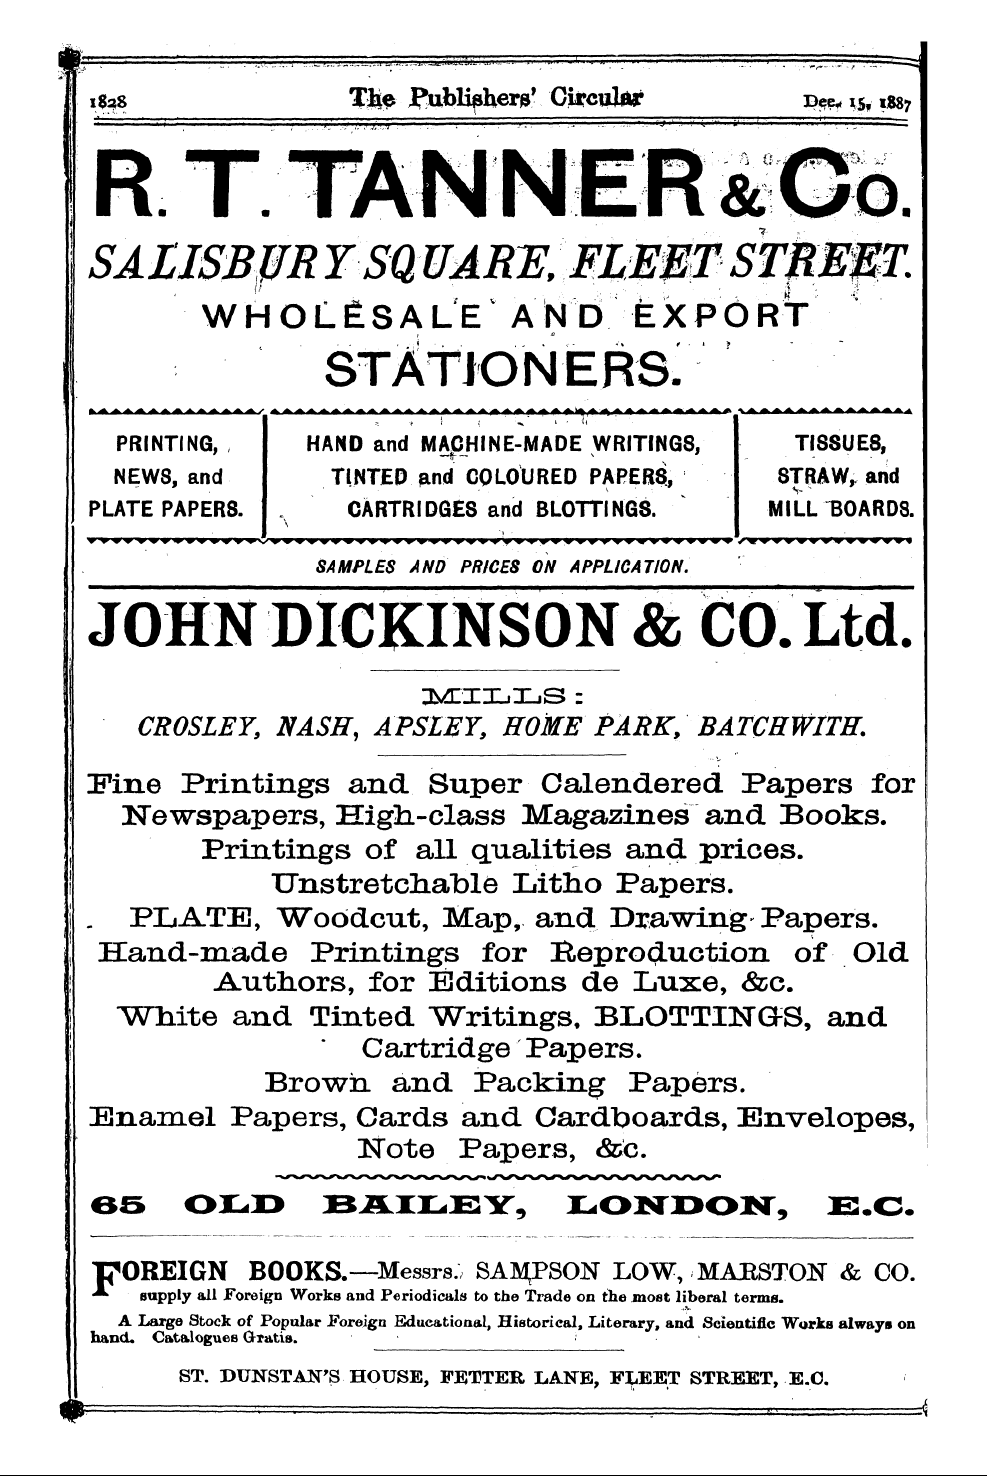 1828 The Publishers' Circular Dec. 15, 1887
R. T. TANNER & Co.
SALISBURY SQUARE, FLEET STREET.
WHOLESALE AND EXPORT
STATIONERS.
PRINTING,
NEWS, and
PLATE PAPERS.
HAND and MACHINE-MADE WRITINGS,
TINTED and COLOURED PAPERS,
CARTRIDGES and BLOTTINGS.
TISSUES,
STRAW, and
MILL BOARDS.
SAMPLES AND PRICES ON APPLICATION.
JOHN DICKINSON & CO. Ltd.
MILLS:
CROSLEY, NASH, APSLEY, HOME PARK, BATCHWITH.
Fine Printings and Super Calendered Papers for
Newspapers, High-class Magazines and Books.
Printings of all qualities and prices.
Unstretchable Litho Papers.
PLATE, Woodcut, Map, and Drawing Papers.
Hand-made Printings for Reproduction of Old
Authors, for Editions de Luxe, &c.
White and Tinted Writings, BLOTTINGS, and
Cartridge Papers.
Brown and Packing Papers.
Enamel Papers, Cards and Cardboards, Envelopes,
Note Papers, &c.
65 OLD BAILEY, LONDON, E.C.
FOREIGN BOOKS.—Messrs. SAMPSON LOW, MARSTON & CO.
supply all Foreign Works and Periodicals to the Trade on the most liberal terms.
A Large Stock of Popular Foreign Educational, Historical, Literary, and Scientific Works always on
hand. Catalogues Gratis.
ST. DUNSTAN'S HOUSE, FETTER LANE, FLEET STREET, E.C.